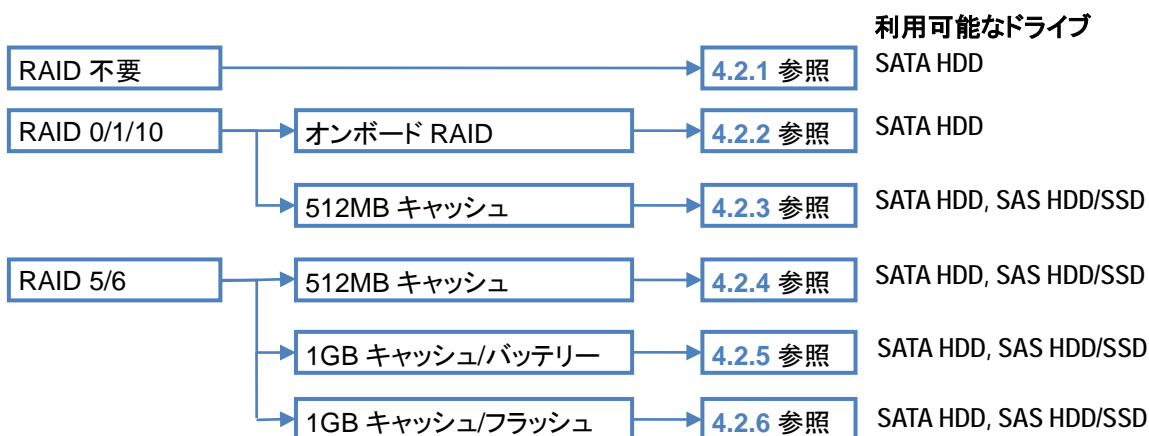 利用可能なドライブ
RAID 不要 4.2.1 参照 SATA HDD
RAID 0/1/10 オンボード RAID 4.2.2 参照 SATA HDD
512MB キャッシュ 4.2.3 参照 SATA HDD, SAS HDD/SSD
RAID 5/6 512MB キャッシュ 4.2.4 参照 SATA HDD, SAS HDD/SSD
1GB キャッシュ/バッテリー 4.2.5 参照 SATA HDD, SAS HDD/SSD
1GB キャッシュ/フラッシュ 4.2.6 参照 SATA HDD, SAS HDD/SSD